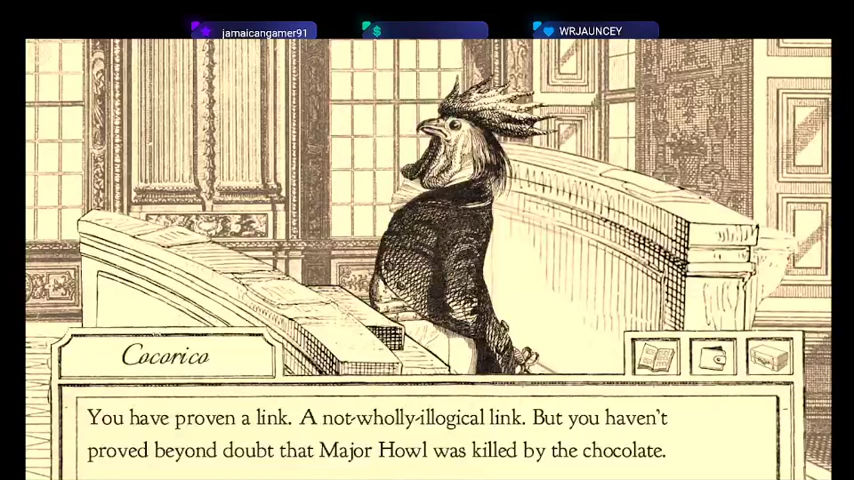 jamaicangamer91
$
WRJAUNCEY
Cocorico
You have proven a link. A not-wholly-illogical link. But you haven't
proved beyond doubt that Major Howl was killed by the chocolate.